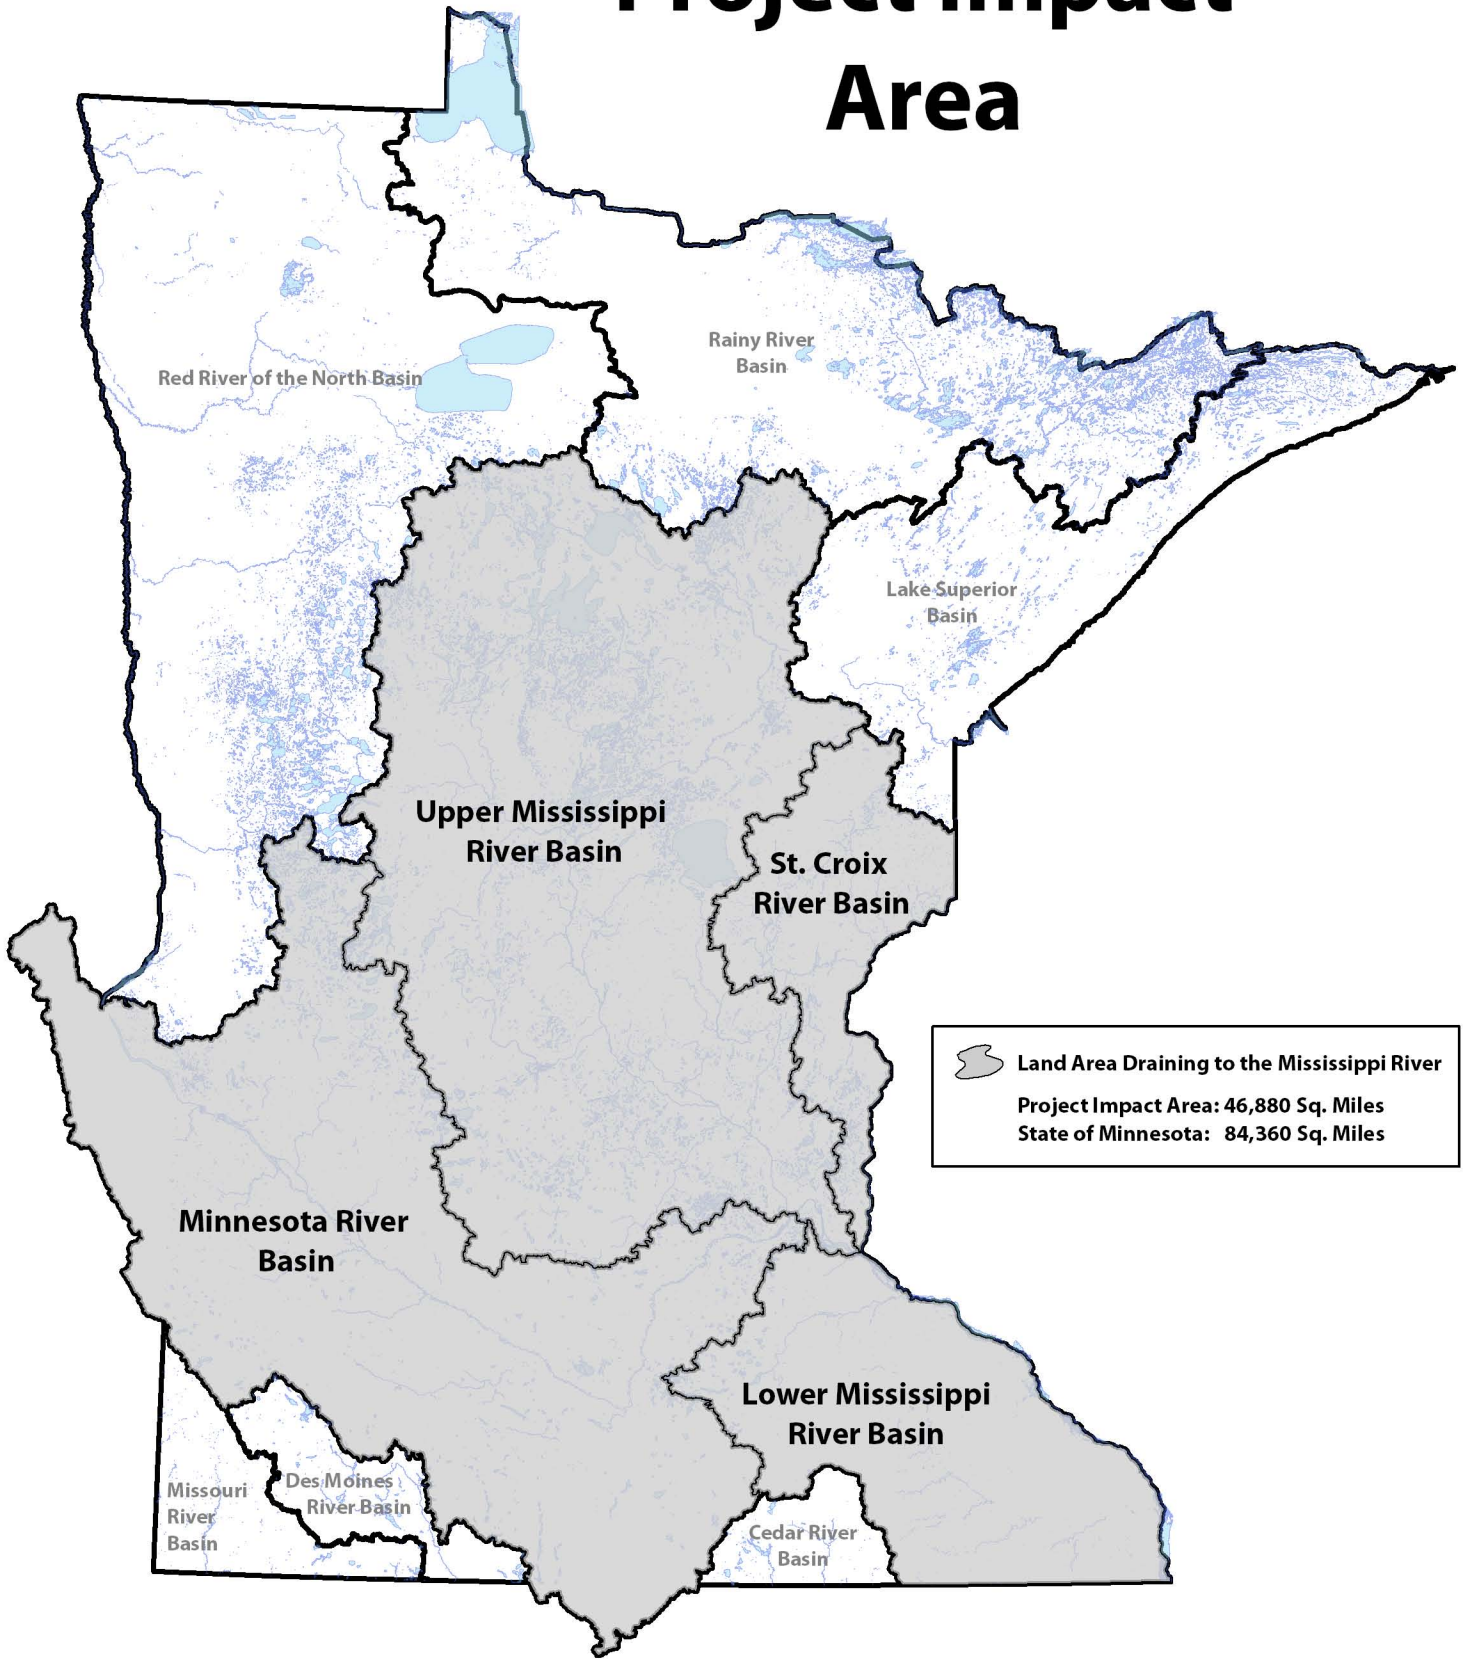 Project Impact
Area
Rainy River
Basin
Red River of the North Basin
Lake Superior
Basin
Upper Mississippi
River Basin
St. Croix
River Basin
Land Area Draining to the Mississippi River
Project Impact Area: 46,880 Sq. Miles
State of Minnesota: 84,360 Sq. Miles
Minnesota River
Basin
Lower Mississippi
River Basin
Missouri
River
Basin
Des Moines
River Basin
Cedar River
Basin